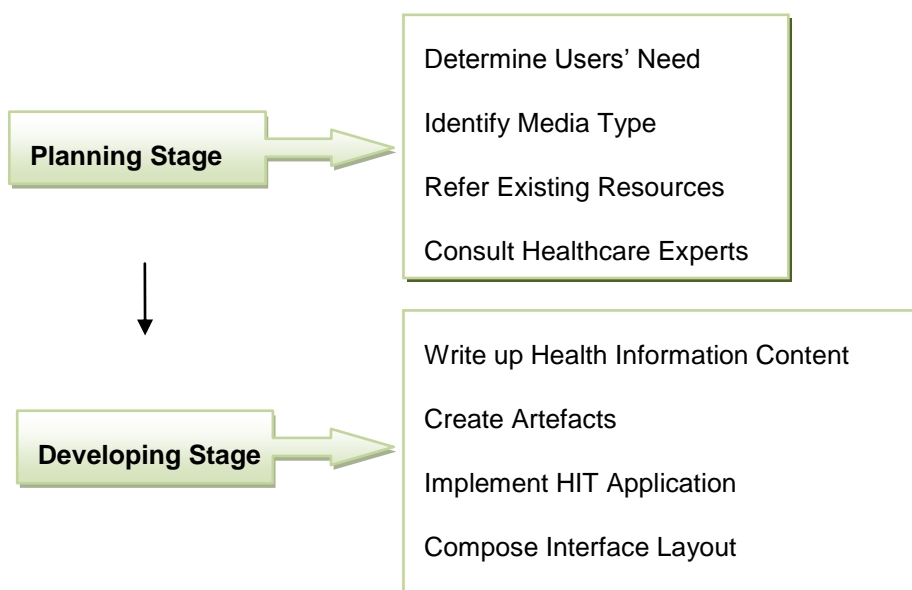 Planning Stage
Determine Users’ Need
Identify Media Type
Refer Existing Resources
Consult Healthcare Experts
Developing Stage
Write up Health Information Content
Create Artefacts
Implement HIT Application
Compose Interface Layout